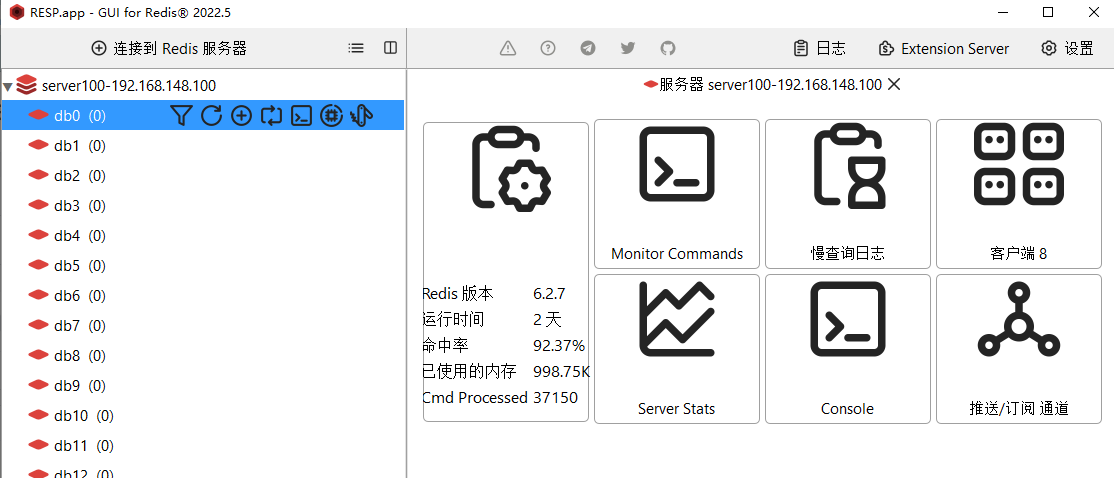 RESP.app - GUI for Redis® 2022.5
连接到 Redis 服务器
日志
Extension Server
设置
server100-192.168.148.100
db0 (0)
db1 (0)
db2 (0)
db3 (0)
db4 (0)
db5 (0)
db6 (0)
db7 (0)
db8 (0)
db9 (0)
db10 (0)
db11 (0)
db12 (0)
服务器 server100-192.168.148.100
Redis 版本 6.2.7
运行时间 2 天
命中率 92.37%
已使用的内存 998.75K
Cmd Processed 37150
Monitor Commands
慢查询日志
客户端 8
Server Stats
Console
推送/订阅 通道